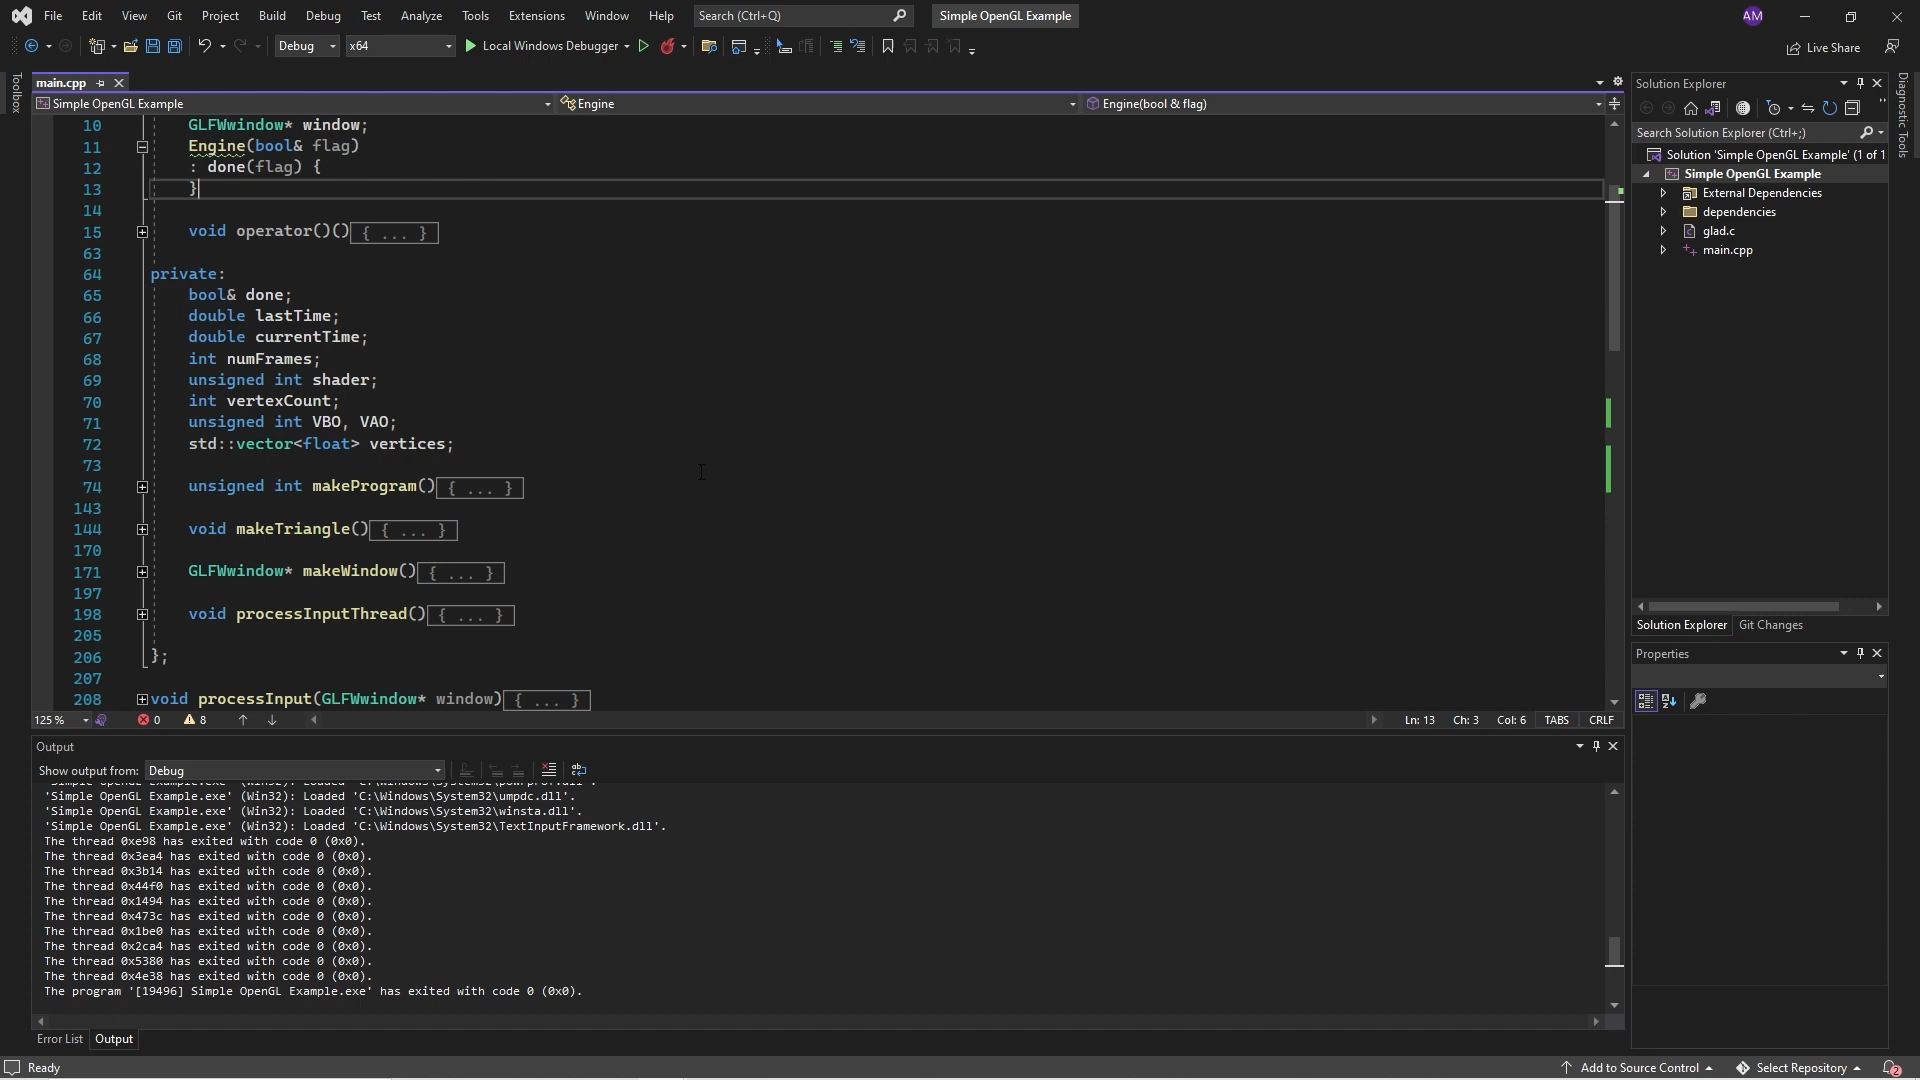 File Edit View Git Project Build Debug Test Analyze Tools Extensions Window Help Search (Ctrl+Q) Simple OpenGL Example AM
Debug x64 Local Windows Debugger Live Share
Toolbox
main.cpp
Simple OpenGL Example Engine Engine(bool & flag)
10 GLFWwindow* window;
11 Engine(bool& flag)
12 : done(flag) {
13 }
14
15 void operator()(){ ... }
63
64 private:
65 bool& done;
66 double lastTime;
67 double currentTime;
68 int numFrames;
69 unsigned int shader;
70 int vertexCount;
71 unsigned int VBO, VAO;
72 std::vector<float> vertices;
73
74 unsigned int makeProgram(){ ... }
143
144 void makeTriangle(){ ... }
170
171 GLFWwindow* makeWindow(){ ... }
197
198 void processInputThread(){ ... }
205
206 };
207
208 void processInput(GLFWwindow* window){ ... }
125 % 0 8 Ln: 13 Ch: 3 Col: 6 TABS CRLF
Output
Show output from: Debug
'Simple OpenGL Example.exe' (Win32): Loaded 'C:\Windows\System32\powrprof.dll'.
'Simple OpenGL Example.exe' (Win32): Loaded 'C:\Windows\System32\umpdc.dll'.
'Simple OpenGL Example.exe' (Win32): Loaded 'C:\Windows\System32\winsta.dll'.
'Simple OpenGL Example.exe' (Win32): Loaded 'C:\Windows\System32\TextInputFramework.dll'.
The thread 0xe98 has exited with code 0 (0x0).
The thread 0x3ea4 has exited with code 0 (0x0).
The thread 0x3b14 has exited with code 0 (0x0).
The thread 0x44f0 has exited with code 0 (0x0).
The thread 0x1494 has exited with code 0 (0x0).
The thread 0x473c has exited with code 0 (0x0).
The thread 0x1be0 has exited with code 0 (0x0).
The thread 0x2ca4 has exited with code 0 (0x0).
The thread 0x5380 has exited with code 0 (0x0).
The thread 0x4e38 has exited with code 0 (0x0).
The program '[19496] Simple OpenGL Example.exe' has exited with code 0 (0x0).
Error List Output
Solution Explorer
Search Solution Explorer (Ctrl+;)
Solution 'Simple OpenGL Example' (1 of 1
Simple OpenGL Example
External Dependencies
dependencies
glad.c
main.cpp
Solution Explorer Git Changes
Properties
Diagnostic Tools
Ready Add to Source Control Select Repository 2